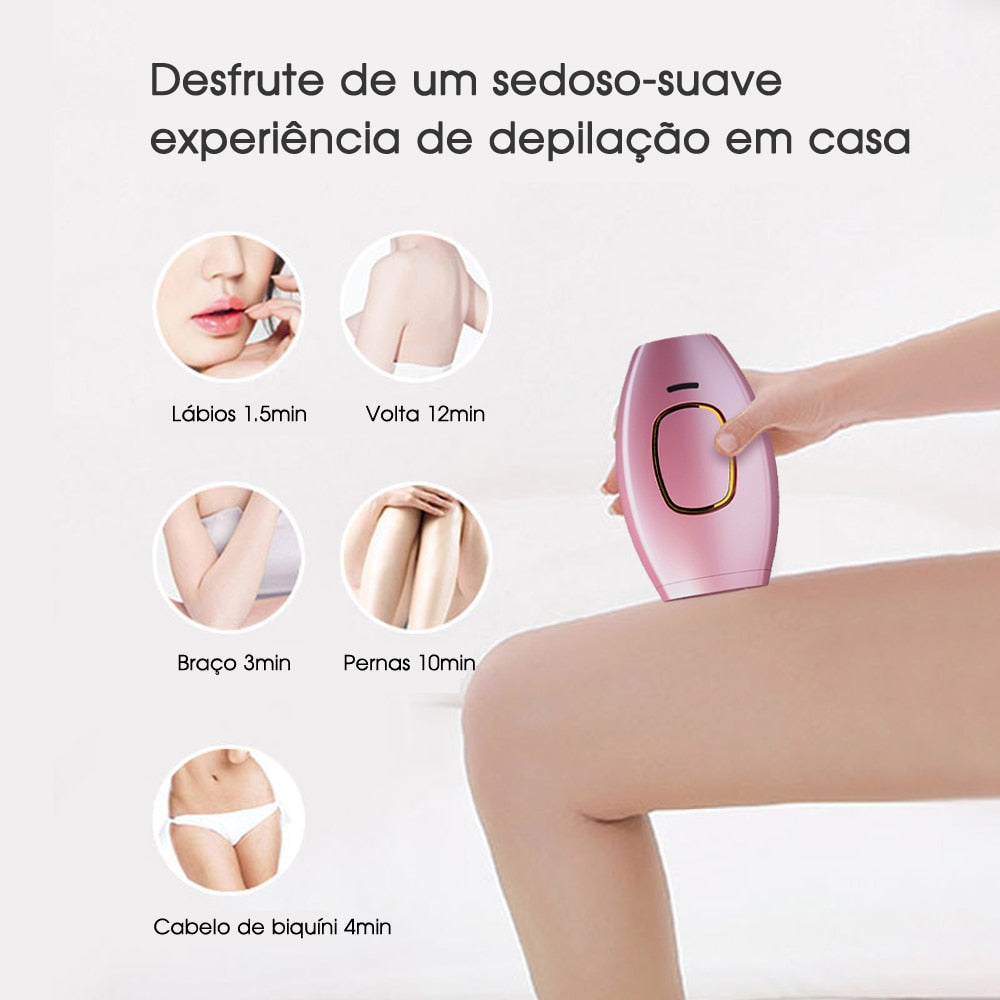 Desfrute de um sedoso-suave
experiência de depilação em casa
Lábios 1.5min
Volta 12min
Braço 3min
Pernas 10min
Cabelo de biquíni 4min